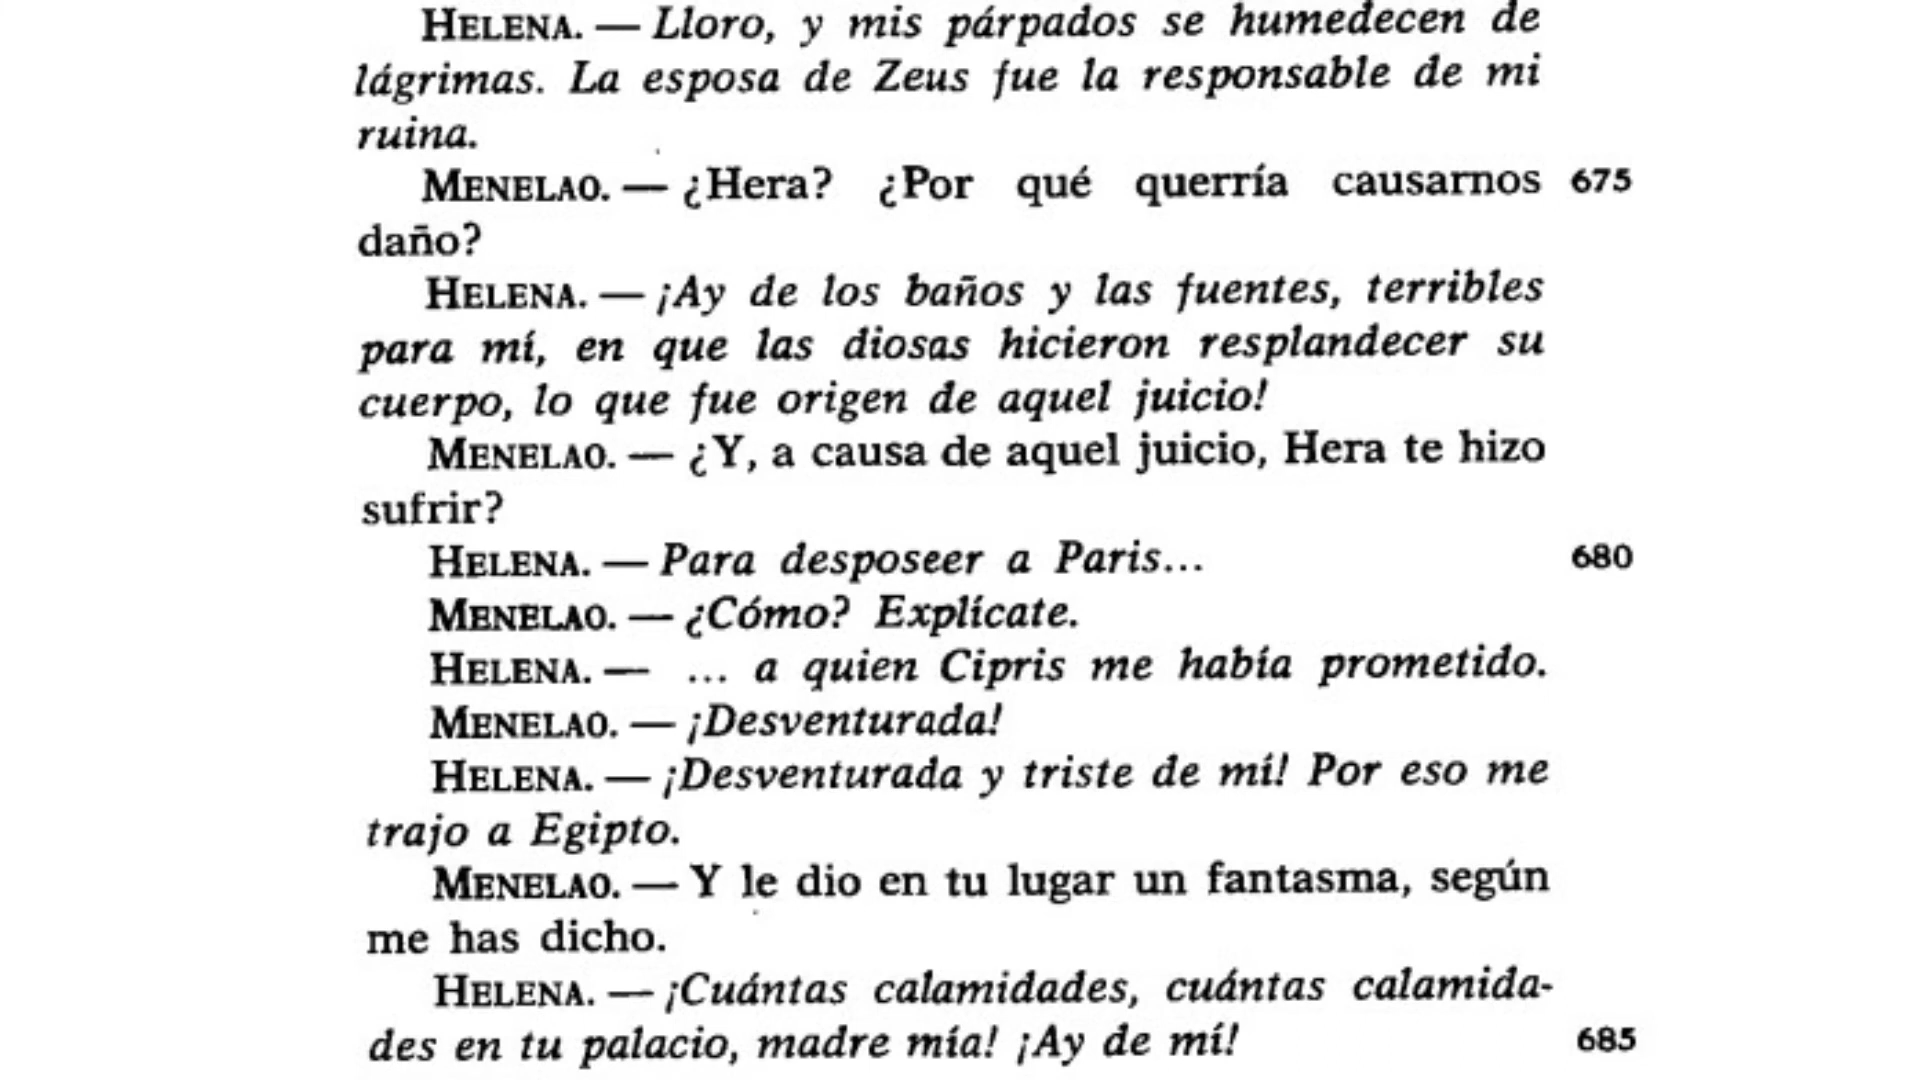 HELENA. — Lloro, y mis párpados se humedecen de
lágrimas. La esposa de Zeus fue la responsable de mi
ruina.
MENELAO. — ¿Hera? ¿Por qué querría causarnos 675
daño?
HELENA. — ¡Ay de los baños y las fuentes, terribles
para mí, en que las diosas hicieron resplandecer su
cuerpo, lo que fue origen de aquel juicio!
MENELAO. — ¿Y, a causa de aquel juicio, Hera te hizo
sufrir?
HELENA. — Para desposeer a Paris... 680
MENELAO. — ¿Cómo? Explícate.
HELENA. — ... a quien Cipris me había prometido.
MENELAO. — ¡Desventurada!
HELENA. — ¡Desventurada y triste de mí! Por eso me
trajo a Egipto.
MENELAO. — Y le dio en tu lugar un fantasma, según
me has dicho.
HELENA. — ¡Cuántas calamidades, cuántas calamida-
des en tu palacio, madre mía! ¡Ay de mí! 685